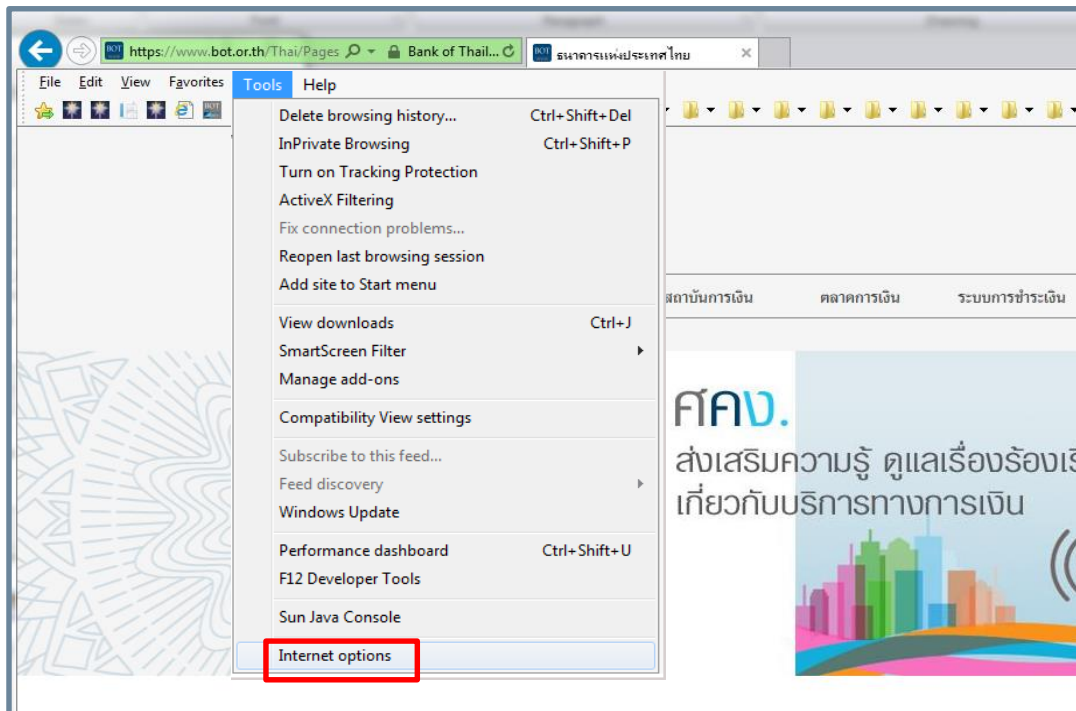 https://www.bot.or.th/Thai/Pages
Bank of Thail...
BOT
ธนาคารแห่งประเทศไทย
File Edit View Favorites Tools Help
Delete browsing history... Ctrl+Shift+Del
InPrivate Browsing Ctrl+Shift+P
Turn on Tracking Protection
ActiveX Filtering
Fix connection problems...
Reopen last browsing session
Add site to Start menu
สถาบันการเงิน ตลาดการเงิน ระบบการชำระเงิน
View downloads Ctrl+J
SmartScreen Filter
Manage add-ons
Compatibility View settings
Subscribe to this feed...
Feed discovery
Windows Update
Performance dashboard Ctrl+Shift+U
F12 Developer Tools
Sun Java Console
Internet options
ศคง.
ส่งเสริมความรู้ ดูแลเรื่องร้องเรี
เกี่ยวกับบริการทางการเงิน